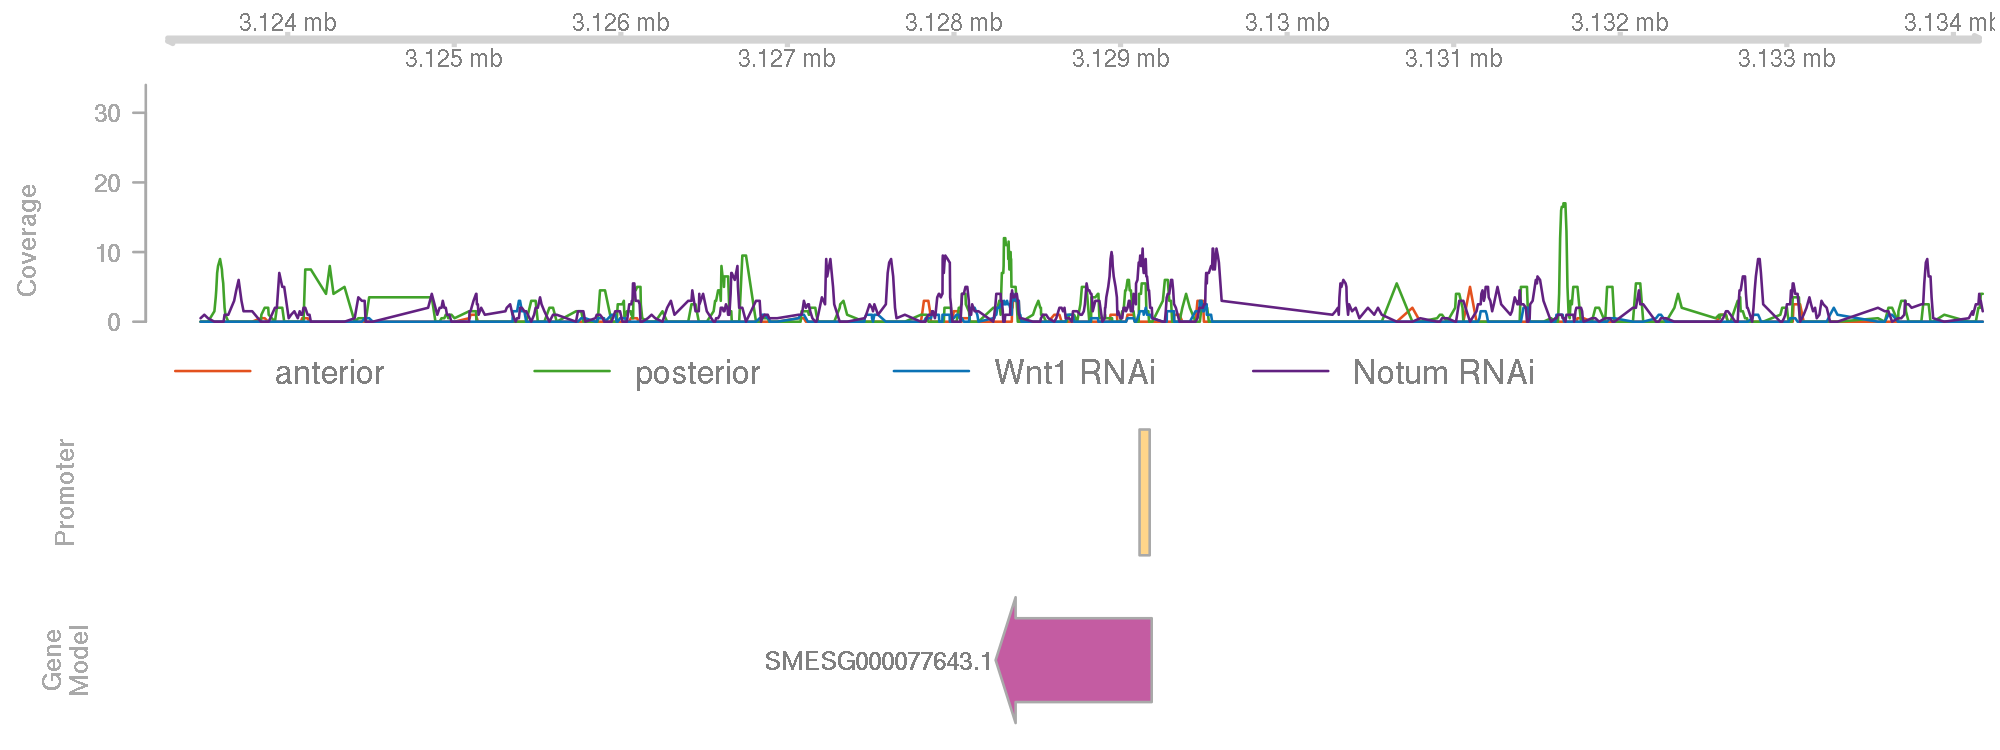 3.124 mb 3.126 mb 3.128 mb 3.13 mb 3.132 mb 3.134 mb
3.125 mb 3.127 mb 3.129 mb 3.131 mb 3.133 mb
Coverage
30
20
10
0
anterior posterior Wnt1 RNAi Notum RNAi
Promoter
0
Gene
Model
SMESG000077643.1